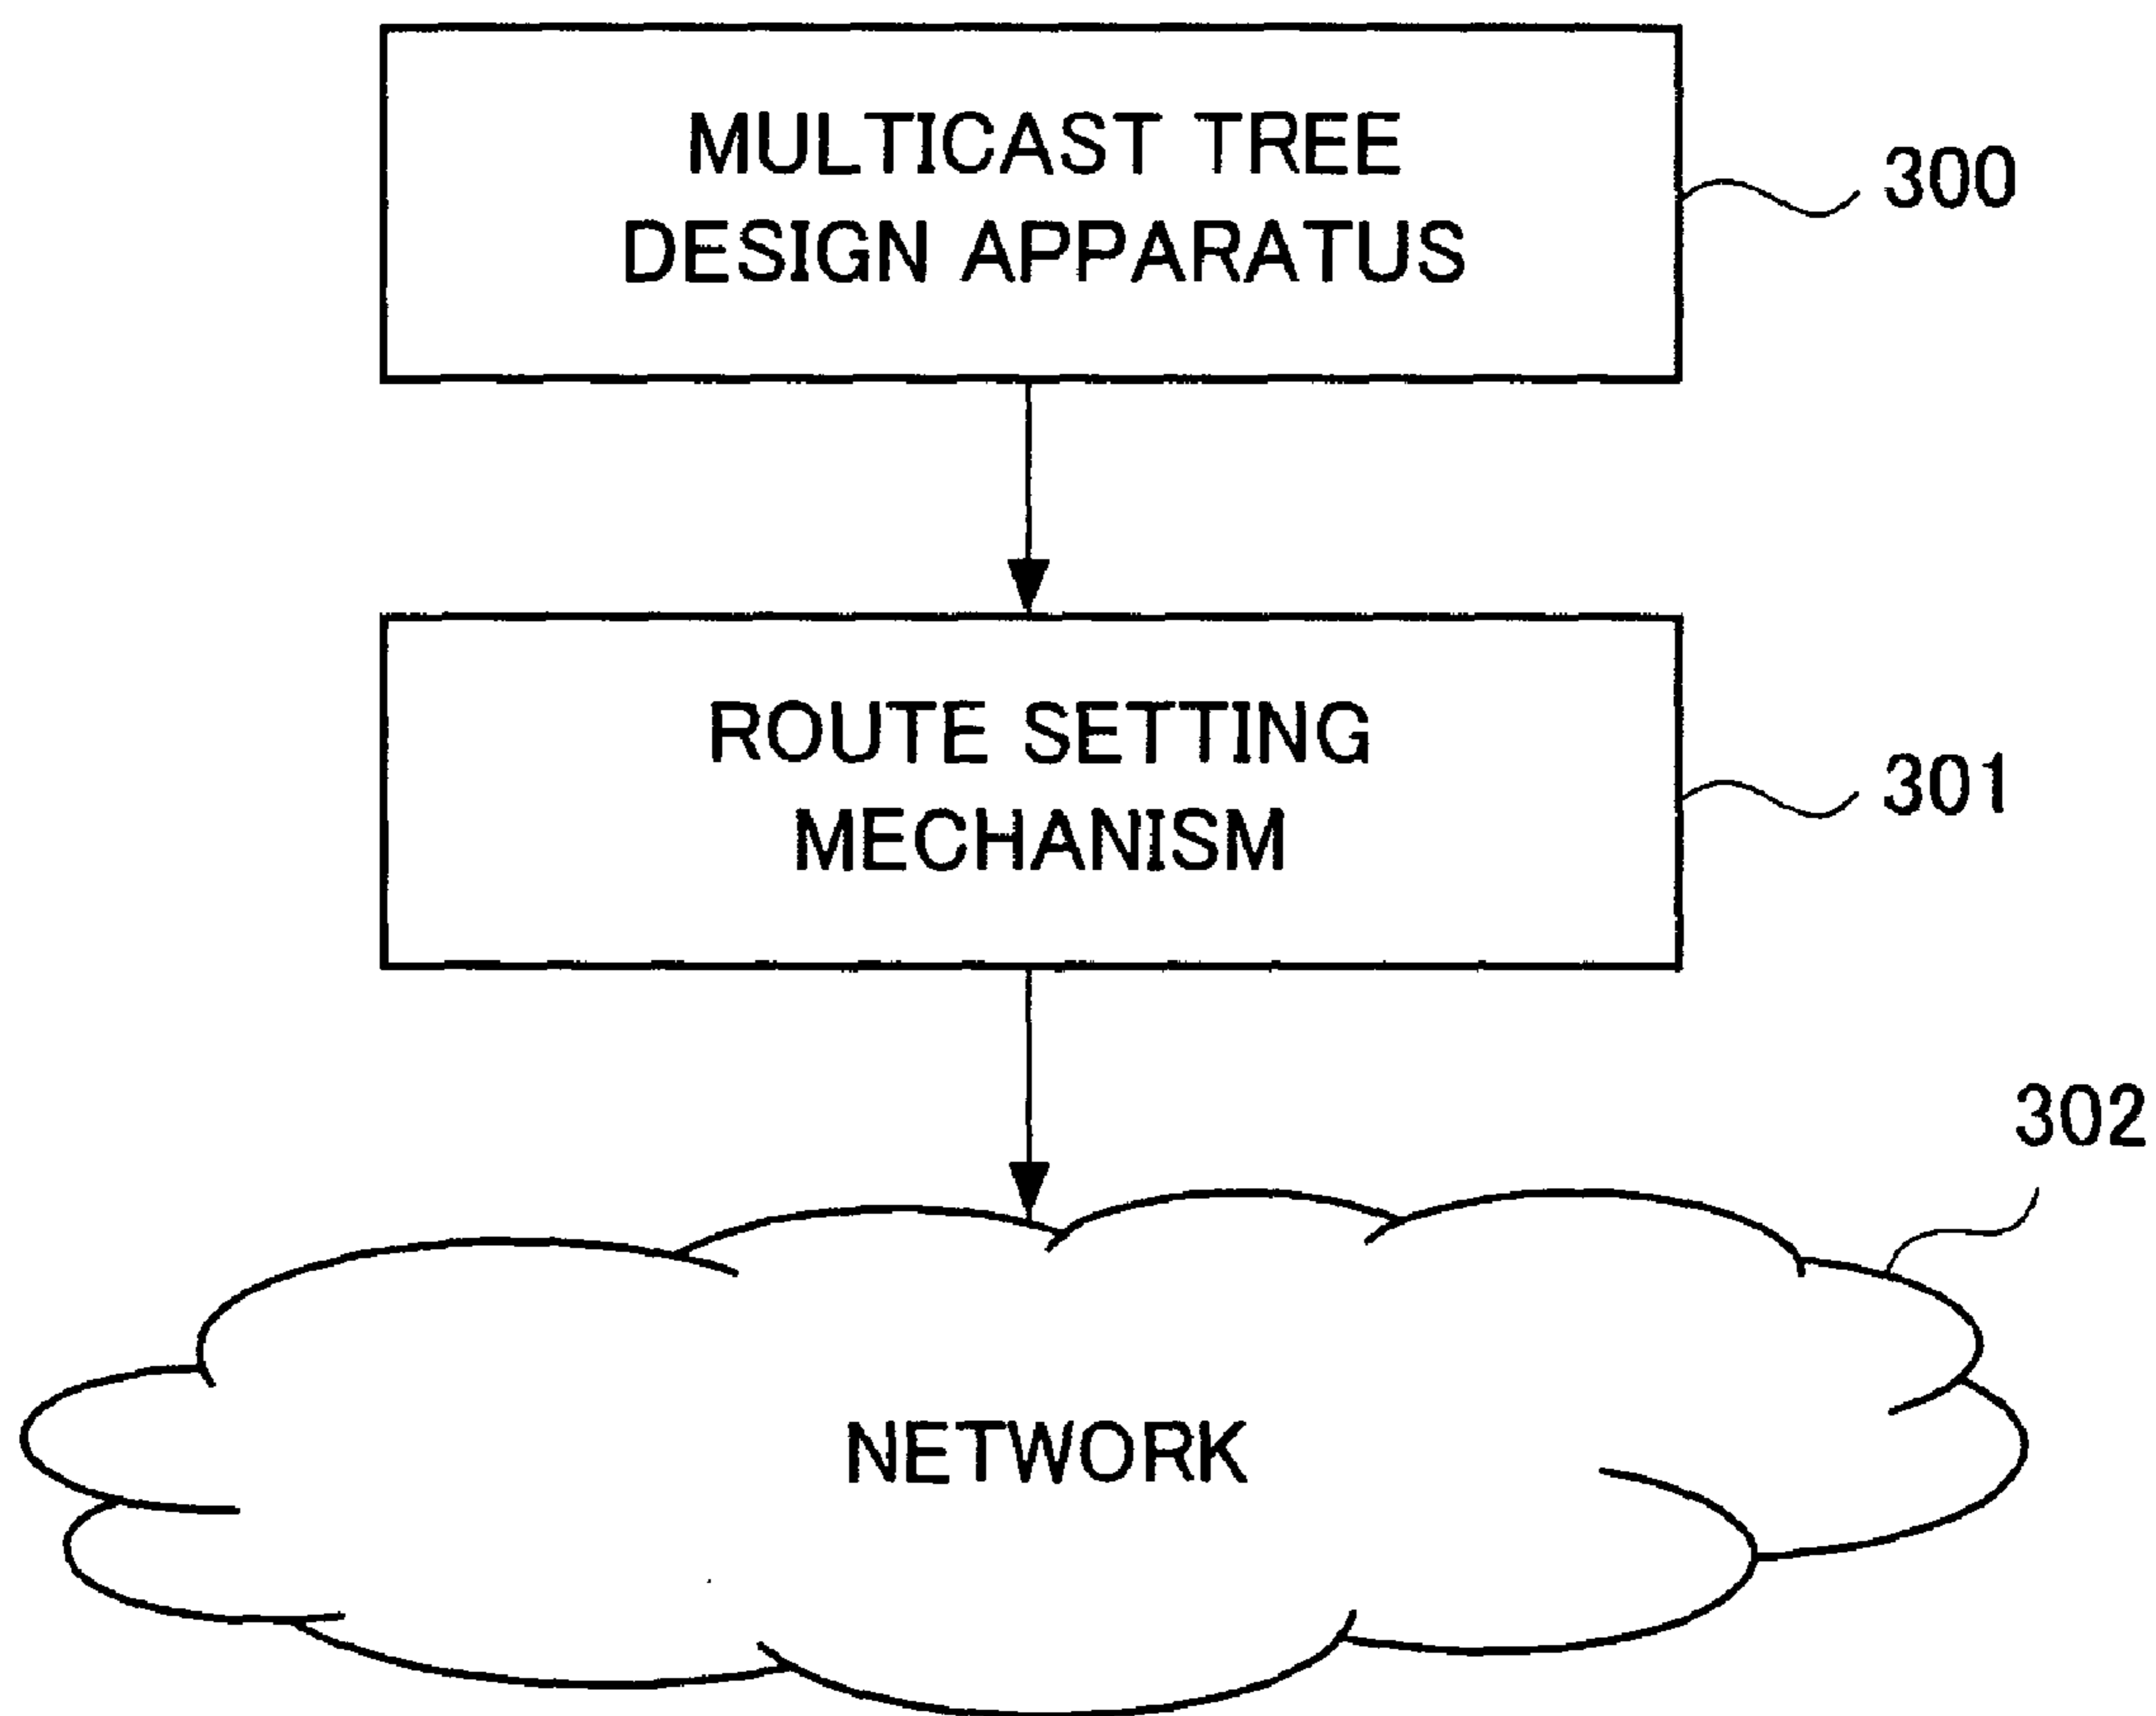 MULTICAST TREE
DESIGN APPARATUS
300
ROUTE SETTING
MECHANISM
301
302
NETWORK